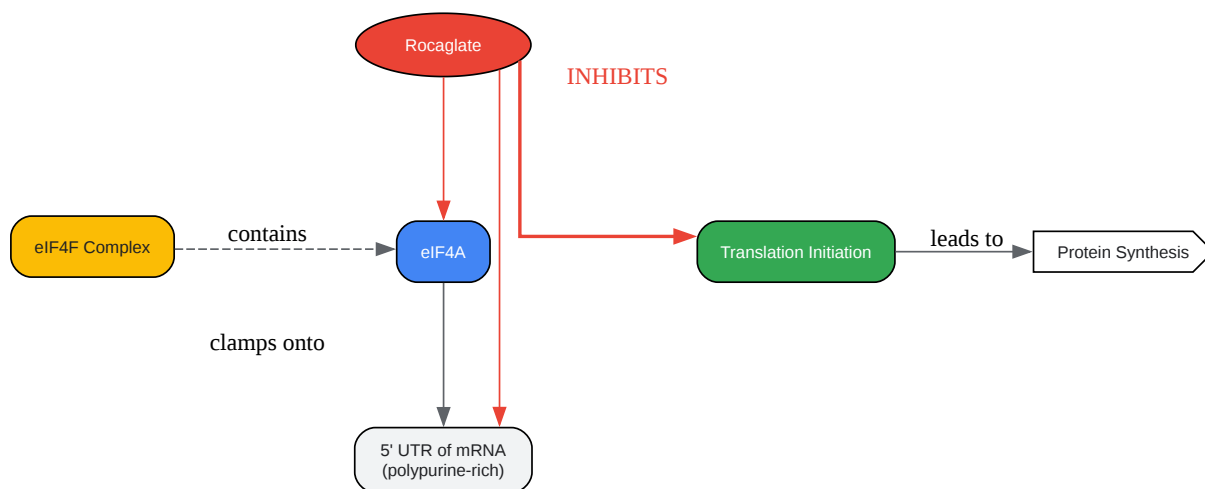 Rocaglate
INHIBITS
eIF4F Complex
contains
eIF4A
Translation Initiation
leads to
Protein Synthesis
clamps onto
5' UTR of mRNA
(polypurine-rich)